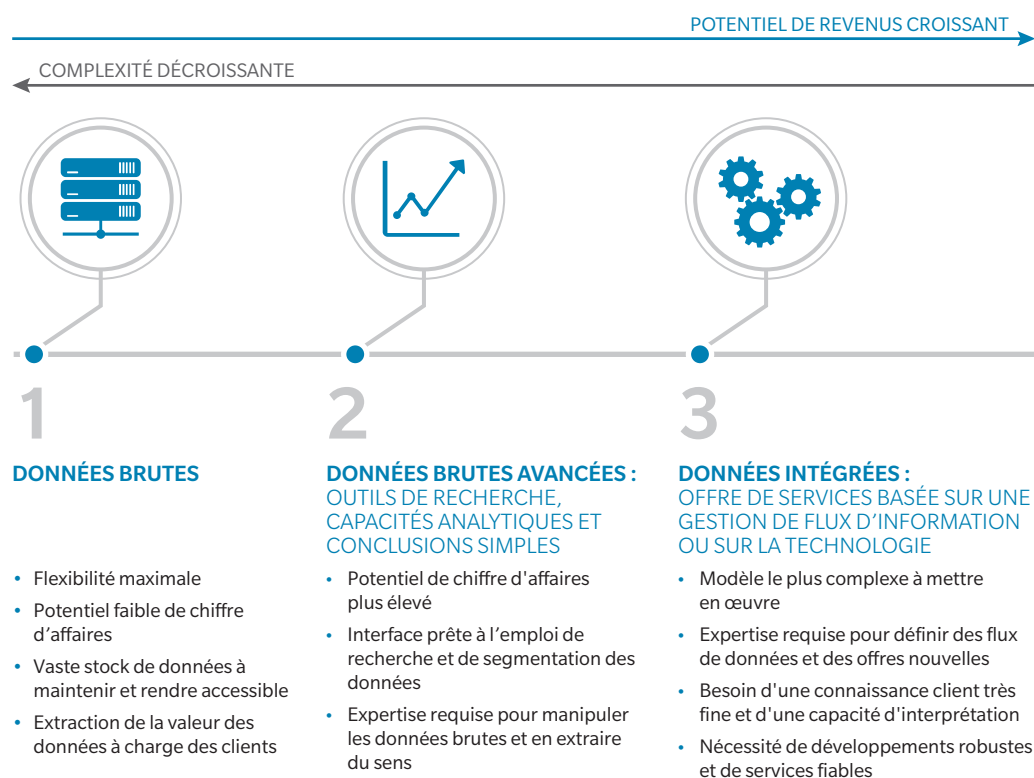 POTENTIEL DE REVENUS CROISSANT
COMPLEXITÉ DÉCROISSANTE
1
DONNÉES BRUTES
• Flexibilité maximale
• Potentiel faible de chiffre
d’affaires
• Vaste stock de données à
maintenir et rendre accessible
• Extraction de la valeur des
données à charge des clients
2
DONNÉES BRUTES AVANCÉES :
OUTILS DE RECHERCHE,
CAPACITÉS ANALYTIQUES ET
CONCLUSIONS SIMPLES
• Potentiel de chiffre d'affaires
plus élevé
• Interface prête à l’emploi de
recherche et de segmentation des
données
• Expertise requise pour manipuler
les données brutes et en extraire
du sens
3
DONNÉES INTÉGRÉES :
OFFRE DE SERVICES BASÉE SUR UNE
GESTION DE FLUX D’INFORMATION
OU SUR LA TECHNOLOGIE
• Modèle le plus complexe à mettre
en œuvre
• Expertise requise pour définir des flux
de données et des offres nouvelles
• Besoin d'une connaissance client très
fine et d'une capacité d'interprétation
• Nécessité de développements robustes
et de services fiables